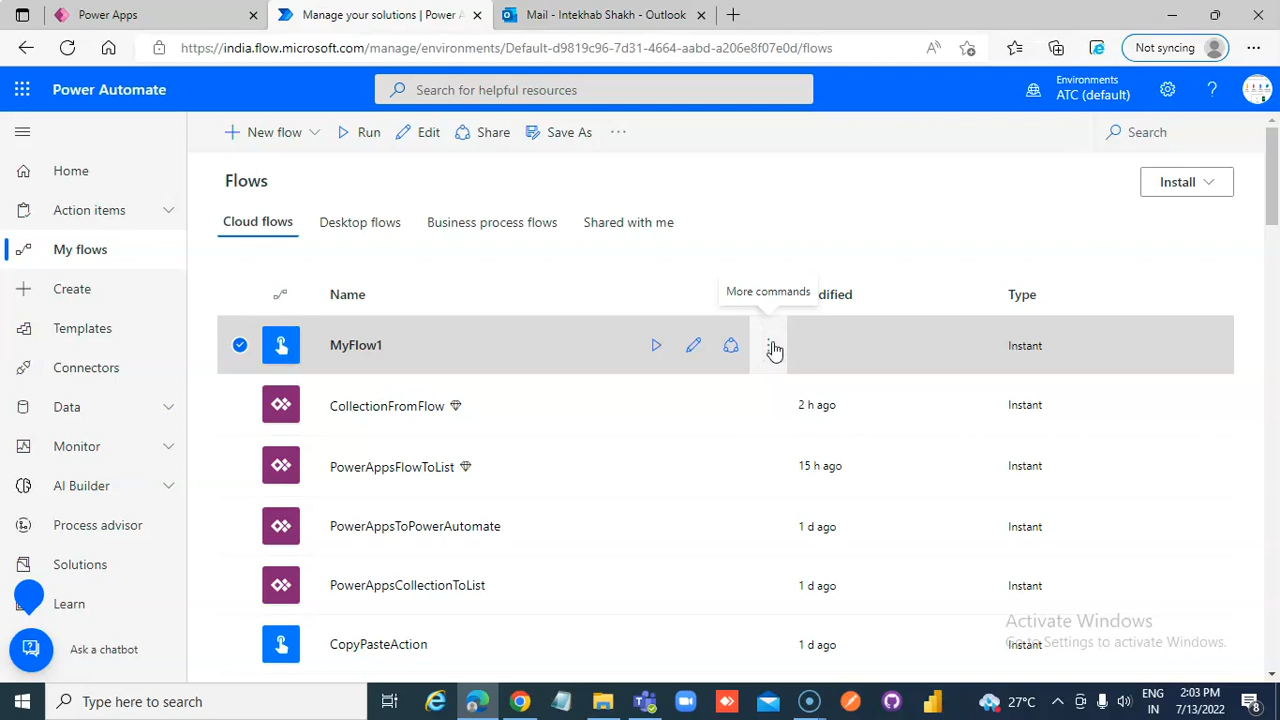 Power Apps
Manage your solutions | Power A
Mail - Intekhab Shakh - Outlook
https://india.flow.microsoft.com/manage/environments/Default-d9819c96-7d31-4664-aabd-a206e8f07e0d/flows
Not syncing
Power Automate
Search for helpful resources
Environments
ATC (default)
New flow
Run
Edit
Share
Save As
Search
Home
Action items
My flows
Create
Templates
Connectors
Data
Monitor
AI Builder
Process advisor
Solutions
Learn
Ask a chatbot
Flows
Install
Cloud flows
Desktop flows
Business process flows
Shared with me
More commands
Name
dified
Type
MyFlow1
Instant
CollectionFromFlow
2 h ago
Instant
PowerAppsFlowToList
15 h ago
Instant
PowerAppsToPowerAutomate
1 d ago
Instant
PowerAppsCollectionToList
1 d ago
Instant
CopyPasteAction
1 d ago
Instant
Activate Windows
Go to Settings to activate Windows.
Type here to search
27°C
ENG
IN
2:03 PM
7/13/2022
8